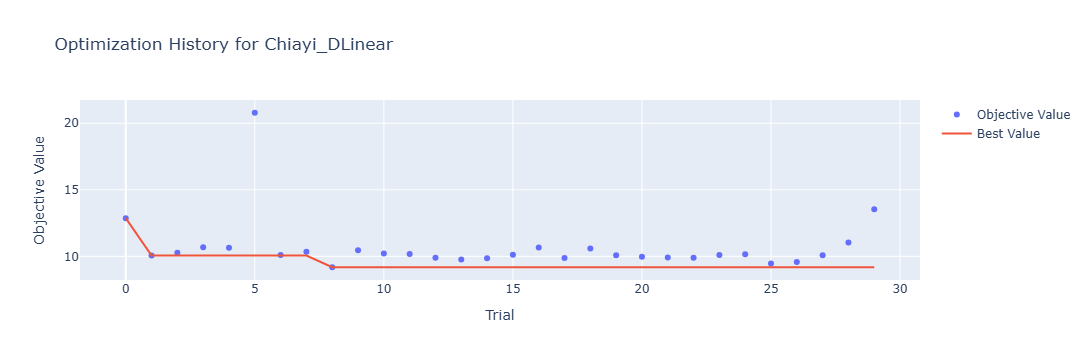 Optimization History for Chiayi_DLinear
Objective Value
Best Value
Objective Value
20
15
10
0 5 10 15 20 25 30
Trial